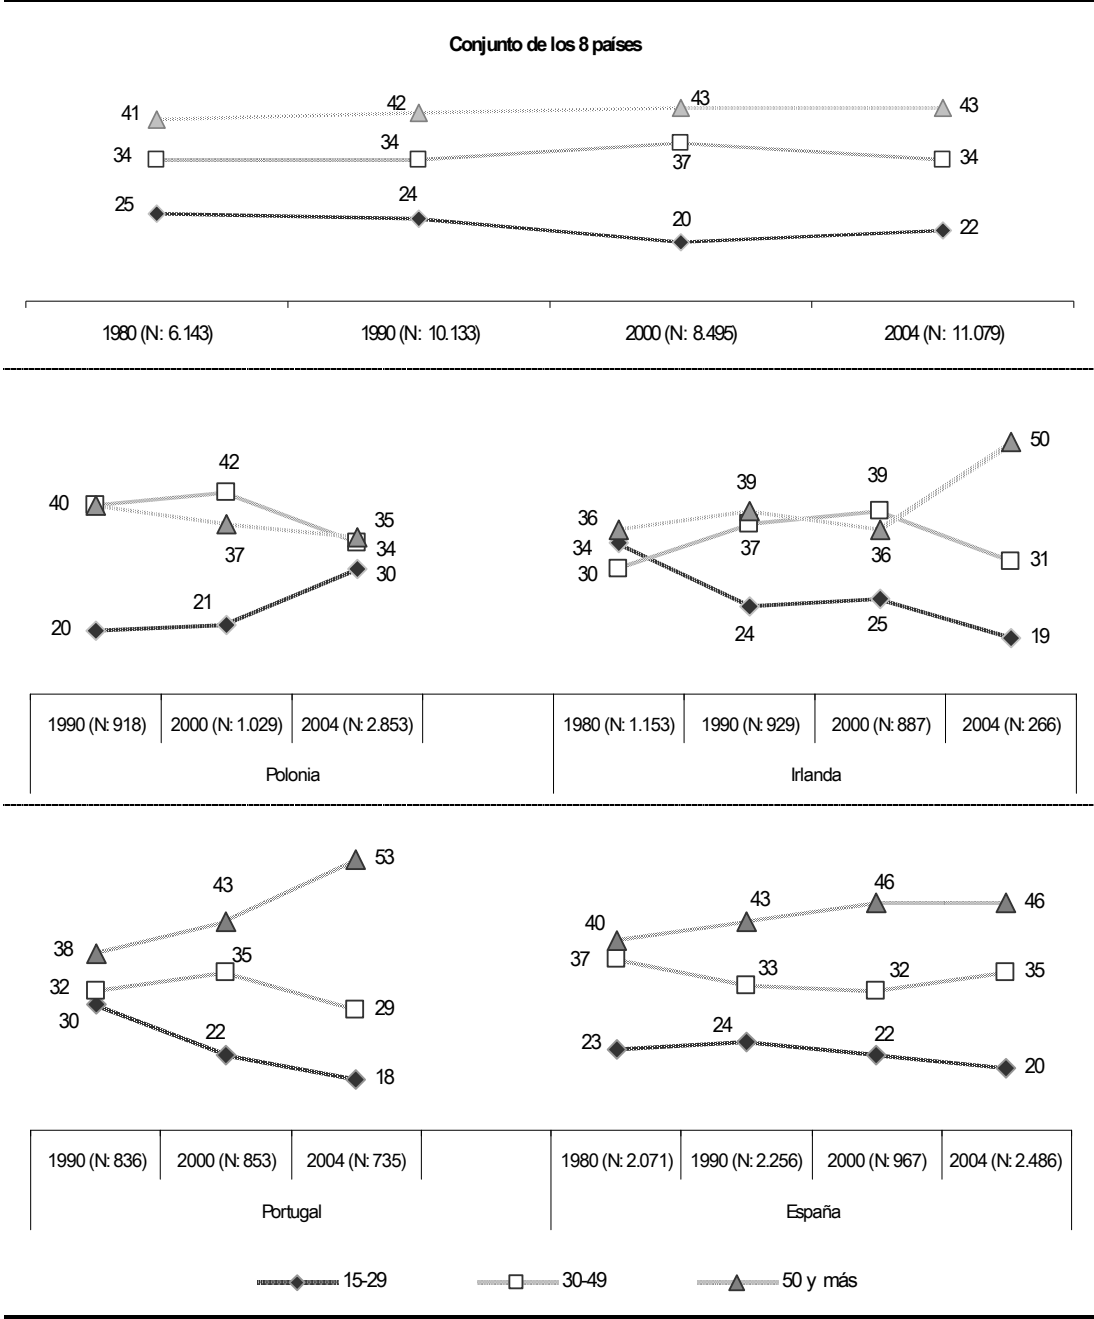 Conjunto de los 8 países
41 42 43 43
34 34 37 34
25 24 20 22
1980 (N: 6.143) 1990 (N: 10.133) 2000 (N: 8.495) 2004 (N: 11.079)
40 42 35
37 34
20 21 30
36 39 39 50
34 37 36 31
30 24 25 19
1990 (N: 918) 2000 (N: 1.029) 2004 (N: 2.853) 1980 (N: 1.153) 1990 (N: 929) 2000 (N: 887) 2004 (N: 266)
Polonia Irlanda
38 43 53
32 35 29
30 22 18
40 43 46 46
37 33 32 35
23 24 22 20
1990 (N: 836) 2000 (N: 853) 2004 (N: 735) 1980 (N: 2.071) 1990 (N: 2.256) 2000 (N: 967) 2004 (N: 2.486)
Portugal España
15-29 30-49 50 y más